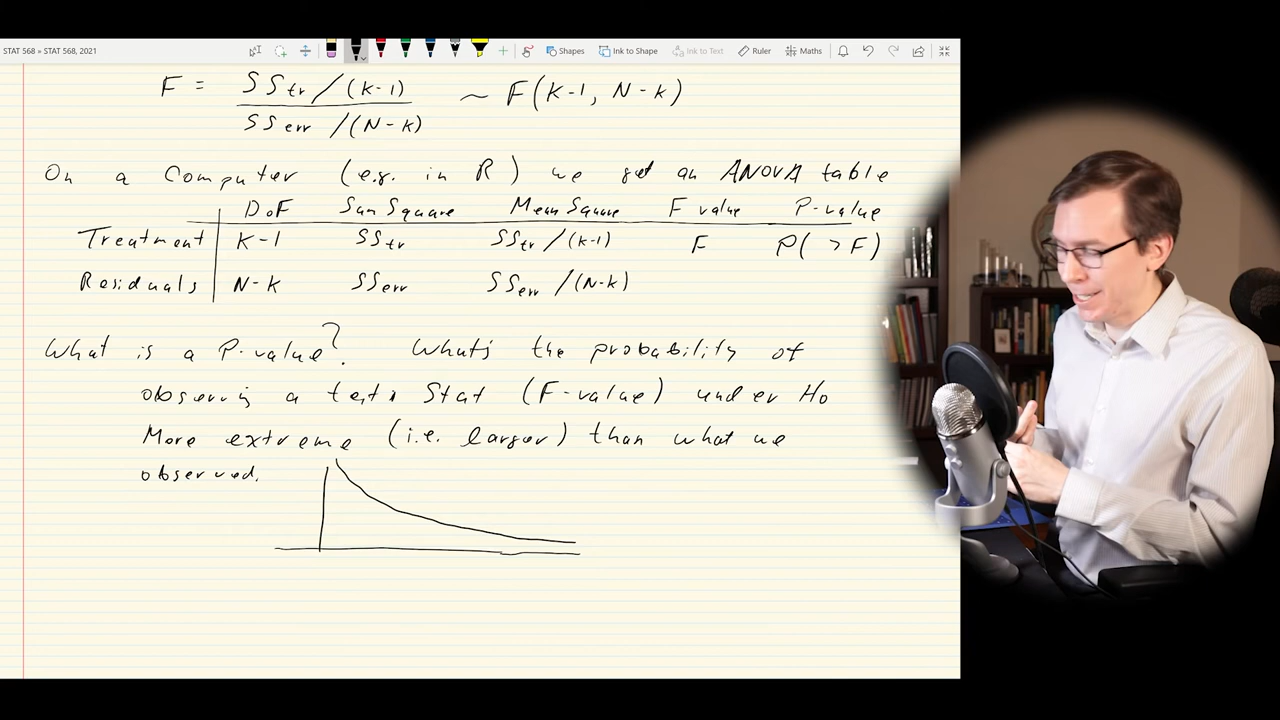 STAT 568 » STAT 568, 2021
Shapes Ink to Shape Ink to Text Ruler Maths
F = SStr/(K-1) ~ F(K-1, N-k)
SSerr/(N-k)
On a Computer (e.g. in R) we get an ANOVA table
DoF Sum Square Mean Square F value P-value
Treatment K-1 SStr SStr/(k-1) F P(>F)
Residuals N-k SSerr SSerr/(N-k)
What is a P-value? What's the probability of
observing a test Stat (F-value) under Ho
More extreme (i.e. larger) than what we
observed.